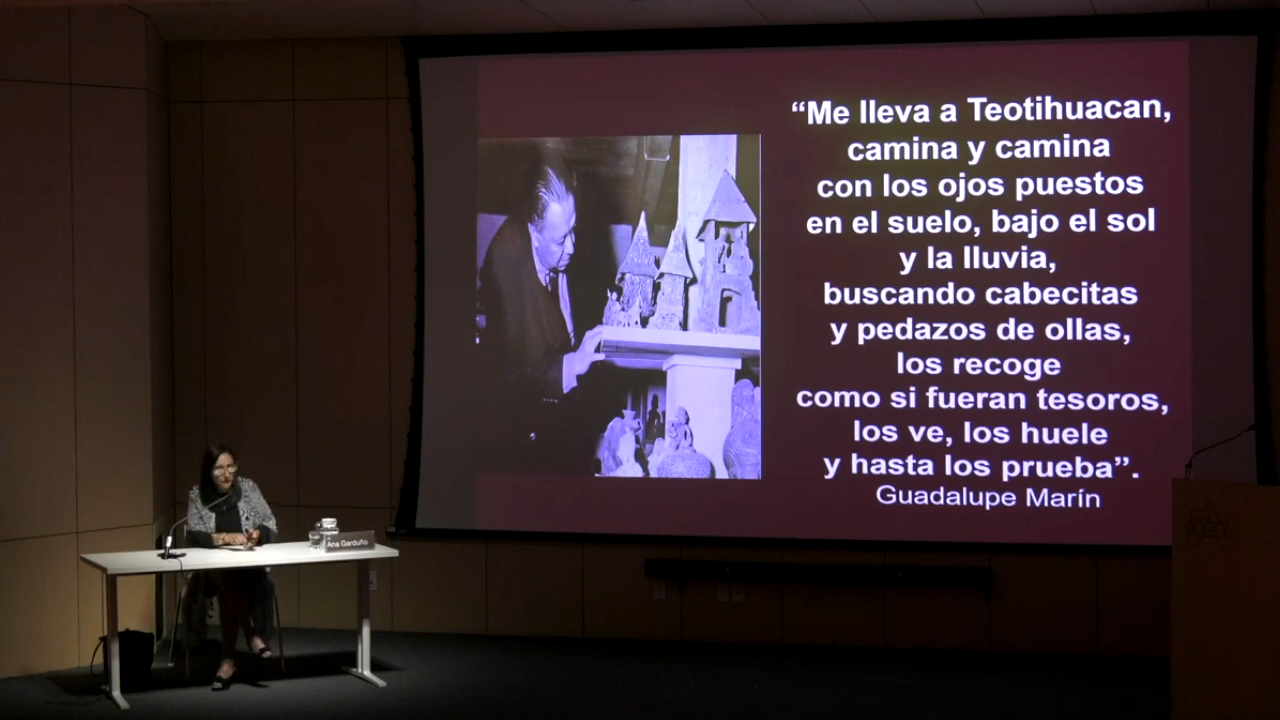 “Me lleva a Teotihuacan,
camina y camina
con los ojos puestos
en el suelo, bajo el sol
y la lluvia,
buscando cabecitas
y pedazos de ollas,
los recoge
como si fueran tesoros,
los ve, los huele
y hasta los prueba”.
Guadalupe Marín
Ana Garduño